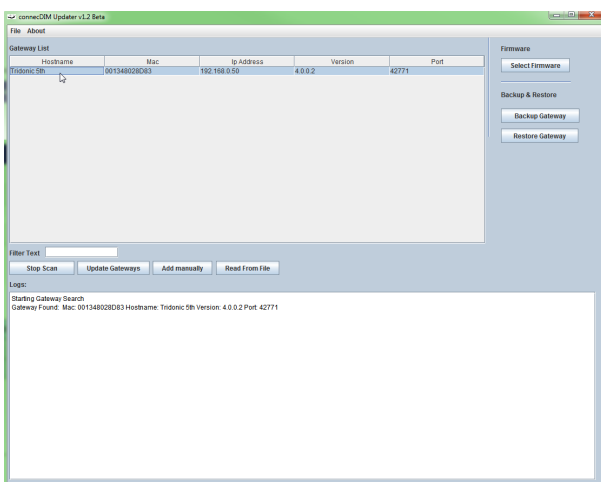 connecDIM Updater v1.2 Beta
File About
Gateway List
Hostname Mac Ip Address Version Port
Tridonic 5th 001348028D83 192.168.0.50 4.0.0.2 42771
Firmware
Select Firmware
Backup & Restore
Backup Gateway
Restore Gateway
Filter Text
Stop Scan Update Gateways Add manually Read From File
Logs:
Starting Gateway Search
Gateway Found: Mac: 001348028D83 Hostname: Tridonic 5th Version: 4.0.0.2 Port: 42771